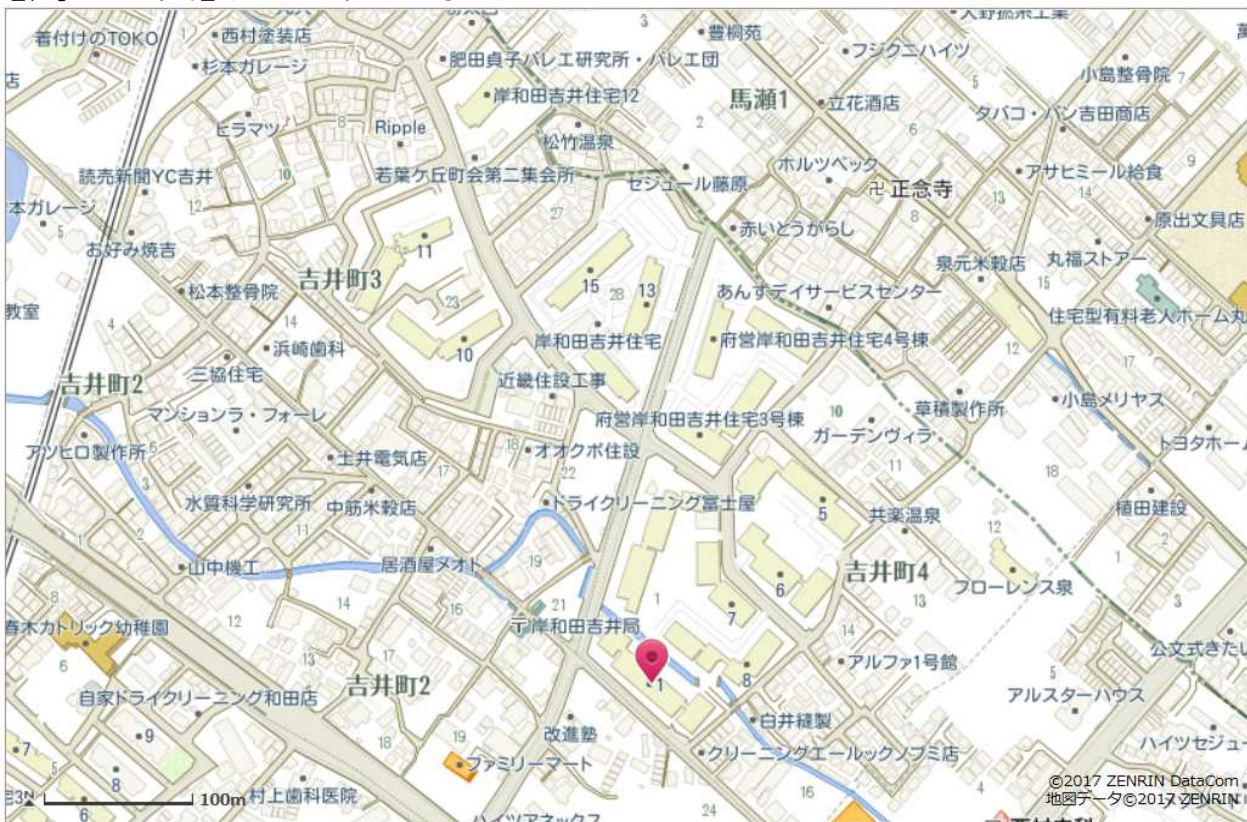 着付けのTOKO
西村塗装店
杉本ガレージ
肥田貞子バレエ研究所・バレエ団
豊桐苑
フジクニハイツ
小島整骨院
岸和田吉井住宅12
馬瀬1
立花酒店
タバコ・パン吉田商店
ヒラマツ
Ripple
松竹温泉
ホルツベック
読売新聞YC吉井
若葉ケ丘町会第二集会所
セジュール藤原
卍正念寺
アサヒミール給食
本ガレージ
お好み焼吉
赤いとうがらし
原出文具店
吉井町3
11
15
13
泉元米穀店
丸福ストアー
教室
松本整骨院
あんずデイサービスセンター
浜崎歯科
10
岸和田吉井住宅
府営岸和田吉井住宅4号棟
住宅型有料老人ホーム丸
吉井町2
三協住宅
近畿住設工事
マンションラ・フォーレ
府営岸和田吉井住宅3号棟
草積製作所
小島メリヤス
アツヒロ製作所
土井電気店
オオクボ住設
ガーデンヴィラ
トヨタホーム
水質科学研究所
中筋米穀店
ドライクリーニング冨士屋
5
共楽温泉
植田建設
山中機工
居酒屋メオト
6
吉井町4
フローレンス泉
春木カトリック幼稚園
〒岸和田吉井局
7
公文式きたい
自家ドライクリーニング和田店
吉井町2
1
8
アルファ1号館
アルスターハウス
改進塾
白井縫製
ハイツセジュー
ファミリーマート
クリーニングエールックノブミ店
7
9
8
100m
村上歯科医院
ハイツアネックス
©2017 ZENRIN DataCom
地図データ©2017 ZENRIN